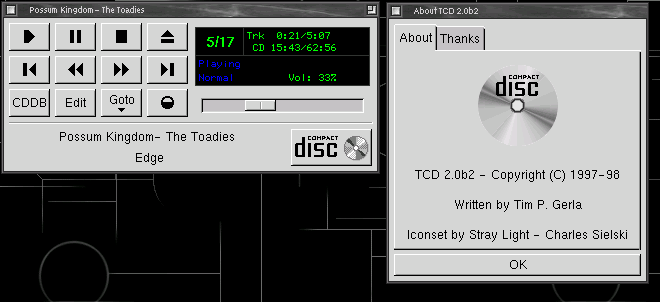 Possum Kingdom- The Toadies
5/17
Trk 0:21/5:07
CD 15:43/62:56
Playing
Normal Vol: 33%
CDDB Edit Goto
Possum Kingdom- The Toadies
Edge
COMPACT
disc
AboutTCD 2.0b2
About Thanks
COMPACT
disc
TCD 2.0b2 - Copyright (C) 1997-98
Written by Tim P. Gerla
Iconset by Stray Light - Charles Sielski
OK